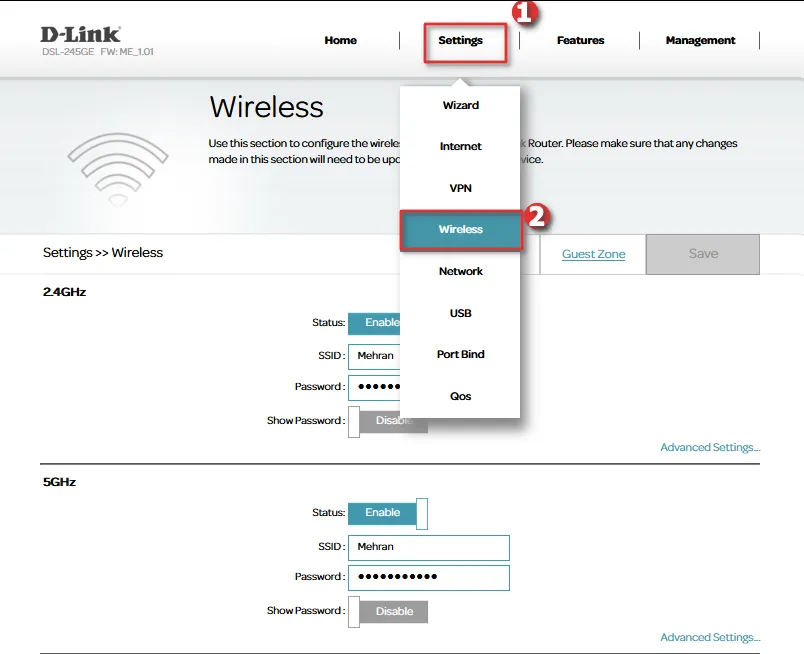 1
D-Link
DSL-245GE FW: ME_1.01
Home
Settings
Features
Management
Wireless
Use this section to configure the wirele
k Router. Please make sure that any changes
made in this section will need to be up
vice.
Wizard
Internet
VPN
Wireless
2
Network
USB
Port Bind
Qos
Settings >> Wireless
Guest Zone
Save
2.4GHz
Status:
Enable
SSID :
Mehran
Password :
••••••
Show Password :
Disable
Advanced Settings...
5GHz
Status:
Enable
SSID :
Mehran
Password :
•••••••••••
Show Password :
Disable
Advanced Settings...